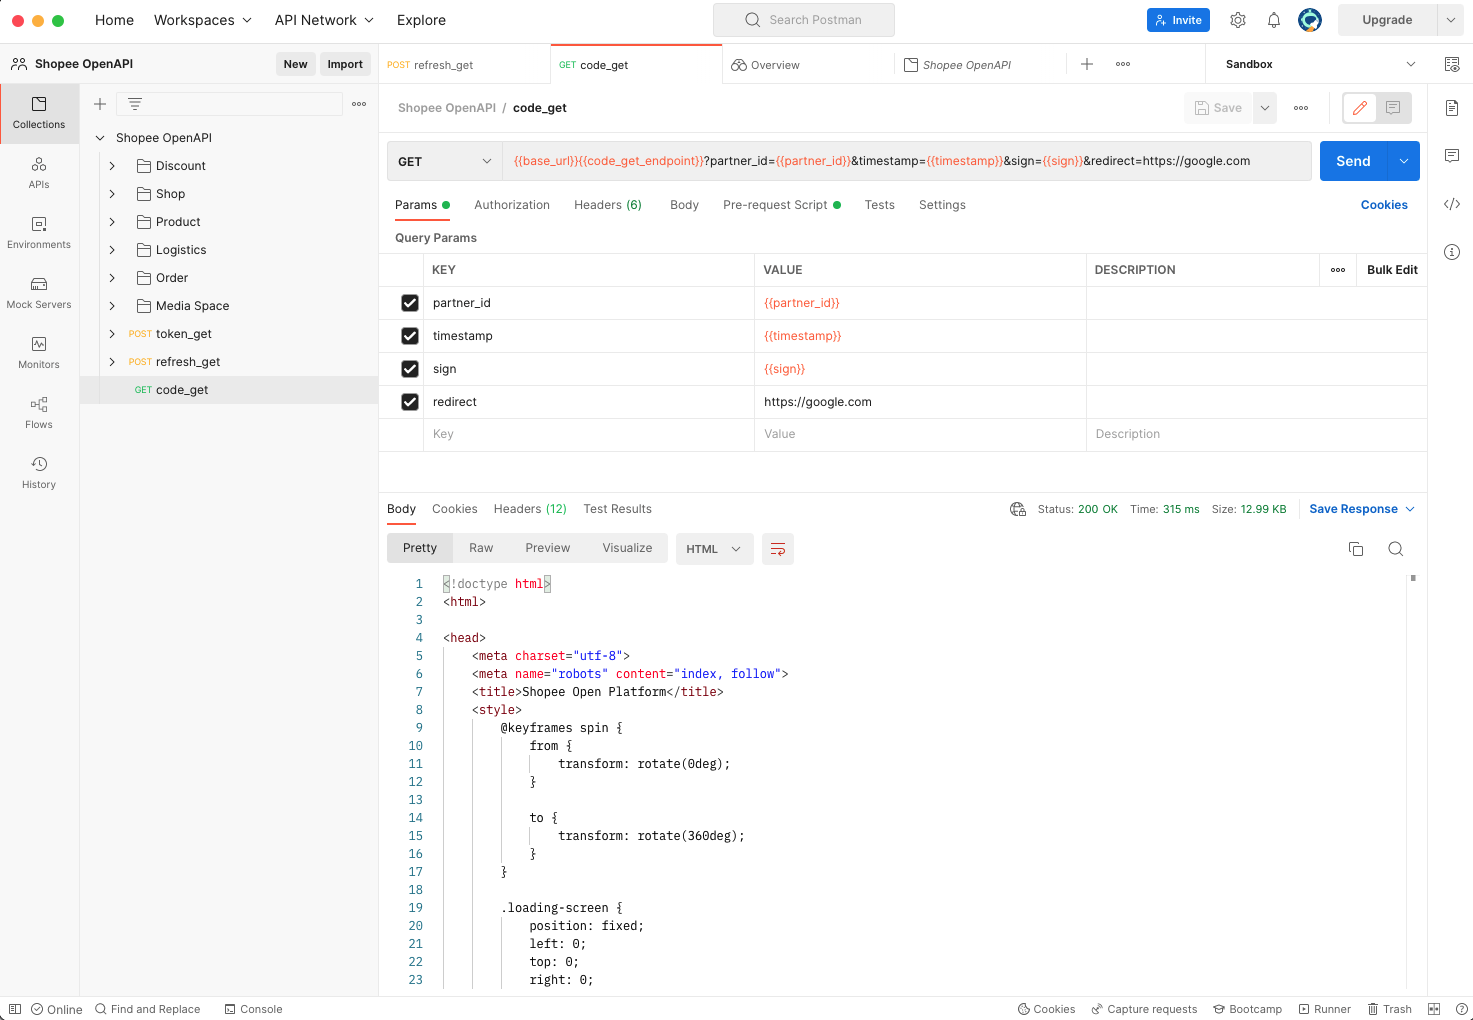 Home Workspaces API Network Explore Search Postman Invite Upgrade
Shopee OpenAPI New Import POST refresh_get GET code_get Overview Shopee OpenAPI Sandbox
Collections
APIs
Environments
Mock Servers
Monitors
Flows
History
Shopee OpenAPI
Discount
Shop
Product
Logistics
Order
Media Space
POST token_get
POST refresh_get
GET code_get
Shopee OpenAPI / code_get Save
GET {{base_url}}{{code_get_endpoint}}?partner_id={{partner_id}}&timestamp={{timestamp}}&sign={{sign}}&redirect=https://google.com Send
Params Authorization Headers (6) Body Pre-request Script Tests Settings Cookies
Query Params
KEY VALUE DESCRIPTION Bulk Edit
partner_id {{partner_id}}
timestamp {{timestamp}}
sign {{sign}}
redirect https://google.com
Key Value Description
Body Cookies Headers (12) Test Results Status: 200 OK Time: 315 ms Size: 12.99 KB Save Response
Pretty Raw Preview Visualize HTML
1 <!doctype html>
2 <html>
3
4 <head>
5 <meta charset="utf-8">
6 <meta name="robots" content="index, follow">
7 <title>Shopee Open Platform</title>
8 <style>
9 @keyframes spin {
10 from {
11 transform: rotate(0deg);
12 }
13
14 to {
15 transform: rotate(360deg);
16 }
17 }
18
19 .loading-screen {
20 position: fixed;
21 left: 0;
22 top: 0;
23 right: 0;
Online Find and Replace Console Cookies Capture requests Bootcamp Runner Trash